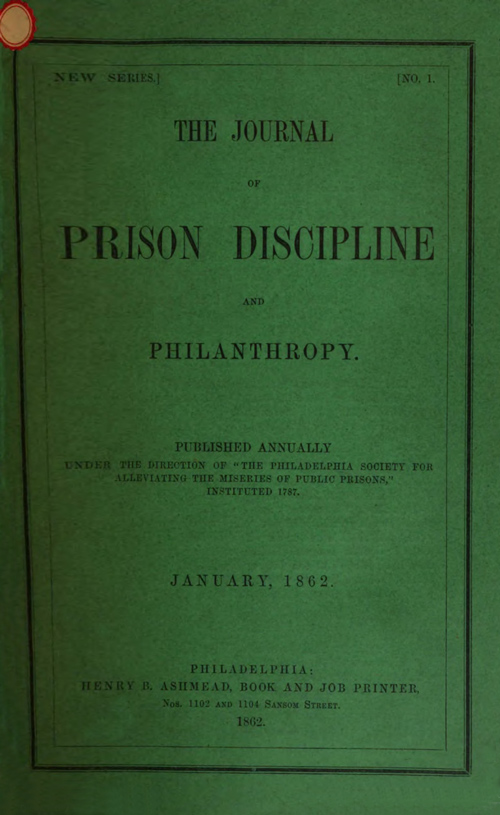 NEW SERIES.] [NO. 1.
THE JOURNAL
OF
PRISON DISCIPLINE
AND
PHILANTHROPY.
PUBLISHED ANNUALLY
UNDER THE DIRECTION OF "THE PHILADELPHIA SOCIETY FOR
ALLEVIATING THE MISERIES OF PUBLIC PRISONS,"
INSTITUTED 1787.
JANUARY, 1862.
PHILADELPHIA:
HENRY B. ASHMEAD, BOOK AND JOB PRINTER,
Nos. 1102 AND 1104 SANSOM STREET.
1862.